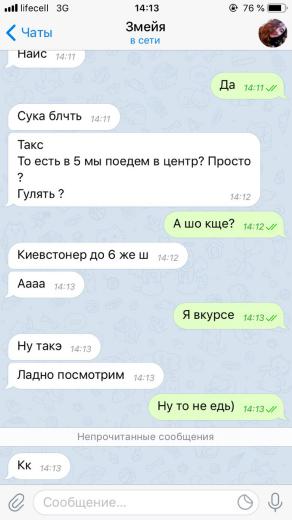 lifecell 3G 14:13 76 %
Чаты
Змейя
в сети
Наис 14:11
Да 14:11
Сука блчть 14:11
Такс
То есть в 5 мы поедем в центр? Просто
?
Гулять ? 14:12
А шо кще? 14:12
Киевстонер до 6 же ш 14:12
Аааа 14:13
Я вкурсе 14:13
Ну такэ 14:13
Ладно посмотрим 14:13
Ну то не едь) 14:13
Непрочитанные сообщения
Кк 14:13
Сообщение...